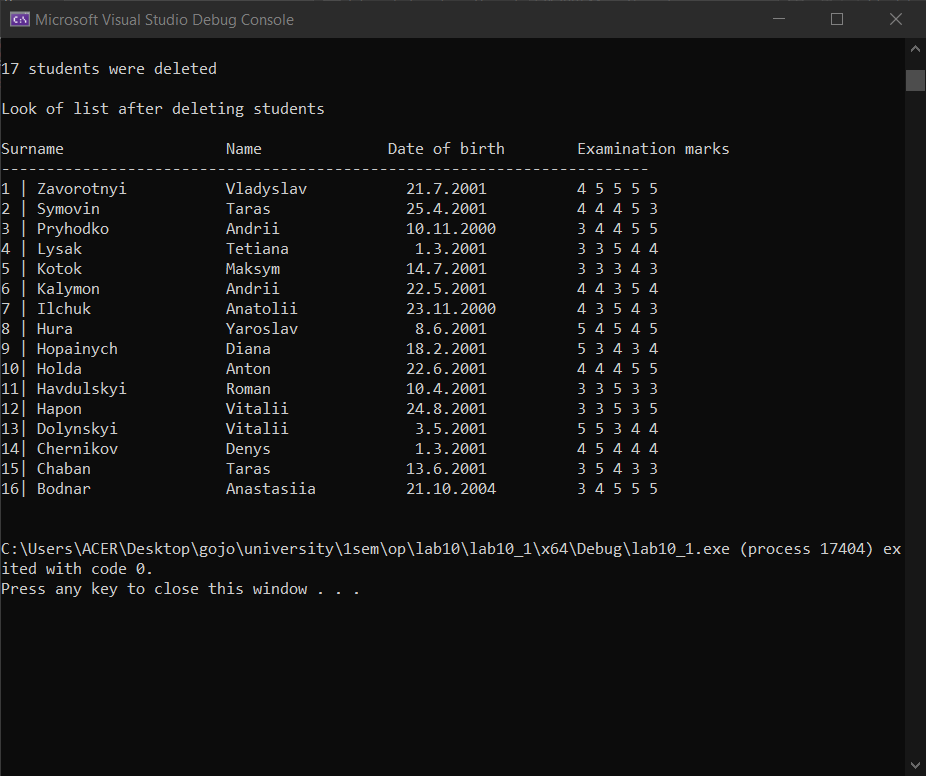 Microsoft Visual Studio Debug Console
17 students were deleted
Look of list after deleting students
Surname Name Date of birth Examination marks
------------------------------------------------------------------------
1 | Zavorotnyi Vladyslav 21.7.2001 4 5 5 5 5
2 | Symovin Taras 25.4.2001 4 4 4 5 3
3 | Pryhodko Andrii 10.11.2000 3 4 4 5 5
4 | Lysak Tetiana 1.3.2001 3 3 5 4 4
5 | Kotok Maksym 14.7.2001 3 3 3 4 3
6 | Kalymon Andrii 22.5.2001 4 4 3 5 4
7 | Ilchuk Anatolii 23.11.2000 4 3 5 4 3
8 | Hura Yaroslav 8.6.2001 5 4 5 4 5
9 | Hopainych Diana 18.2.2001 5 3 4 3 4
10| Holda Anton 22.6.2001 4 4 4 5 5
11| Havdulskyi Roman 10.4.2001 3 3 5 3 3
12| Hapon Vitalii 24.8.2001 3 3 5 3 5
13| Dolynskyi Vitalii 3.5.2001 5 5 3 4 4
14| Chernikov Denys 1.3.2001 4 5 4 4 4
15| Chaban Taras 13.6.2001 3 5 4 3 3
16| Bodnar Anastasiia 21.10.2004 3 4 5 5 5
C:\Users\ACER\Desktop\gojo\university\1sem\op\lab10\lab10_1\x64\Debug\lab10_1.exe (process 17404) ex
ited with code 0.
Press any key to close this window . . .